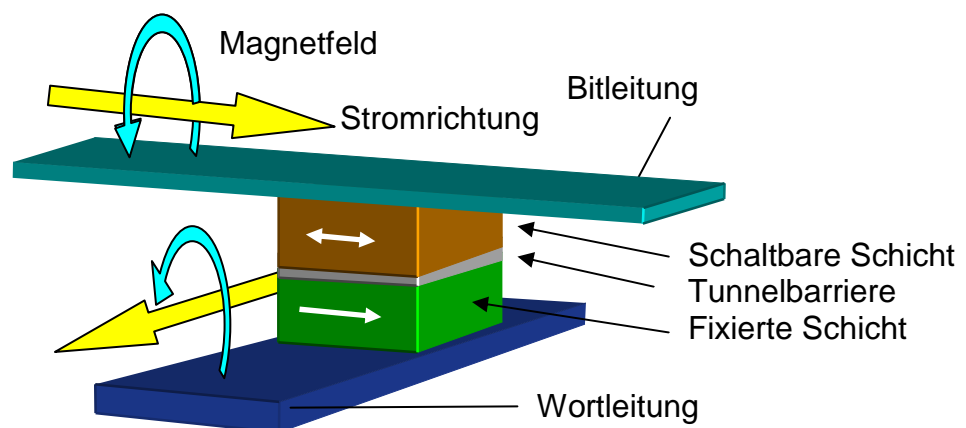 Magnetfeld
Bitleitung
Stromrichtung
Schaltbare Schicht
Tunnelbarriere
Fixierte Schicht
Wortleitung